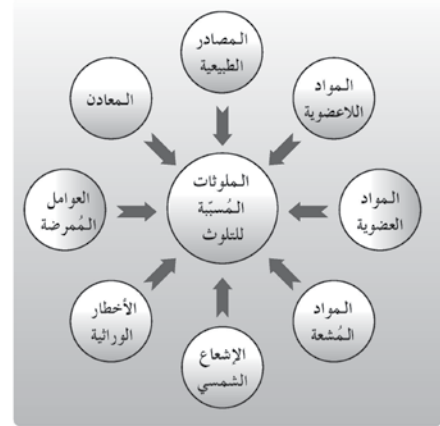 المصادر
الطبيعية
المواد
اللاعضوية
المعادن
الملوثات
المُسبّبة
للتلوث
المواد
العضوية
العوامل
المُمرضة
المواد
المُشعة
الأخطار
الوراثية
الإشعاع
الشمسي